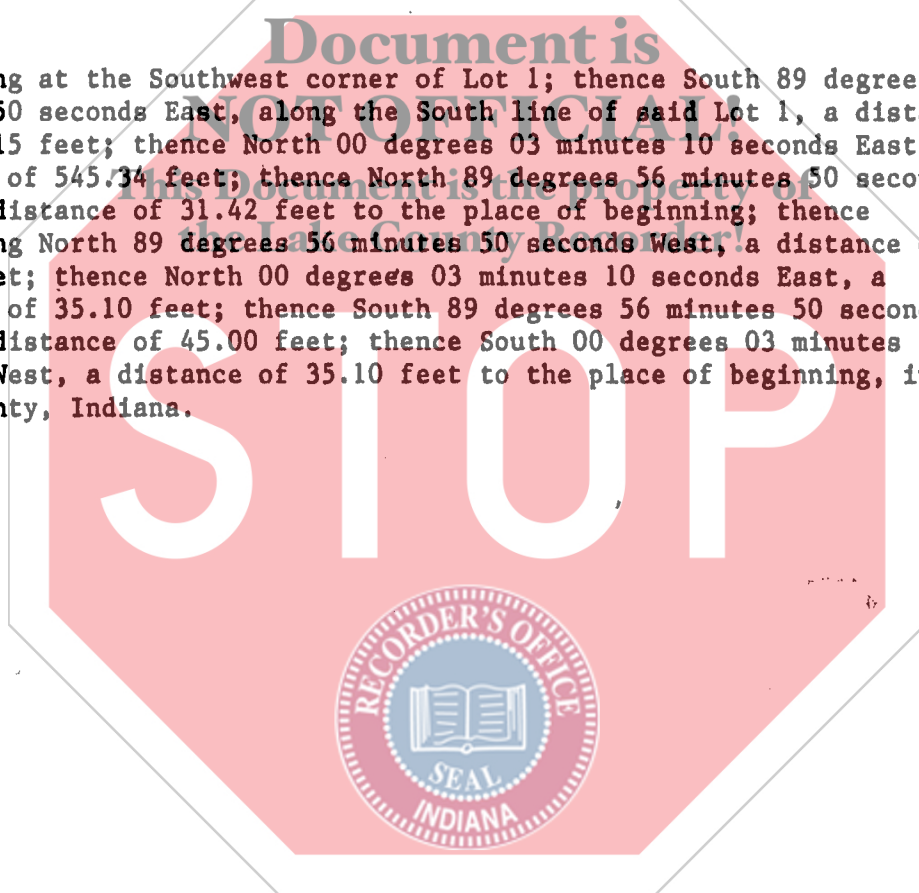 Document is
ng at the Southwest corner of Lot 1; thence South 89 degree
50 seconds East, along the South line of said Lot 1, a dist
NOT OFFICIAL!
15 feet; thence North 00 degrees 03 minutes 10 seconds East
of 545.34 feet; thence North 89 degrees 56 minutes 50 seco
This Document is the property of
distance of 31.42 feet to the place of beginning; thence
the Lake County Recorder!
ng North 89 degrees 56 minutes 50 seconds West, a distance
et; thence North 00 degrees 03 minutes 10 seconds East, a
of 35.10 feet; thence South 89 degrees 56 minutes 50 secon
distance of 45.00 feet; thence South 00 degrees 03 minutes
West, a distance of 35.10 feet to the place of beginning, i
nty, Indiana.
STOP
RECORDER'S OFFICE
SEAL
INDIANA